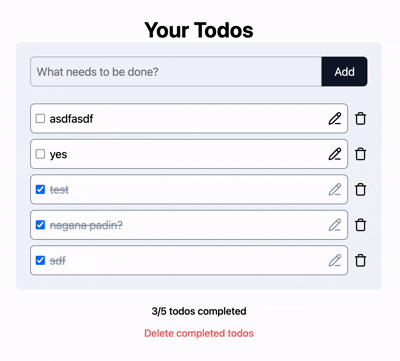 Your Todos
What needs to be done? Add
asdfasdf
yes
test
nagana padin?
sdf
3/5 todos completed
Delete completed todos